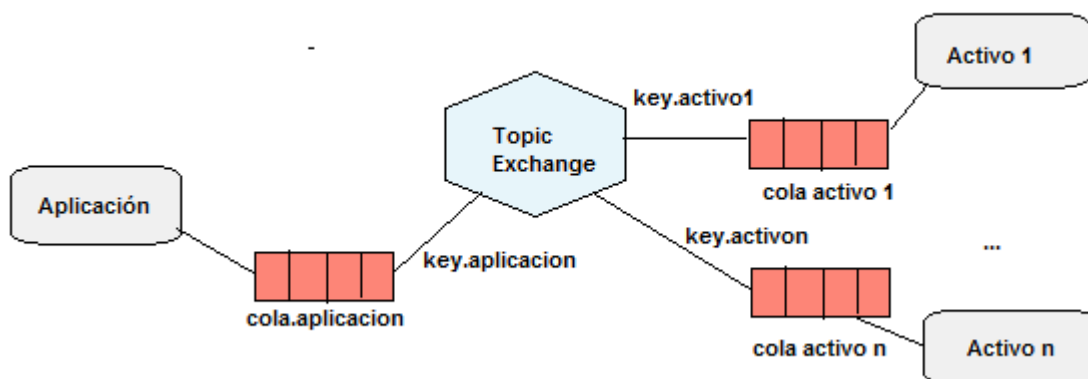 -
Activo 1
key.activo1
Topic
Exchange
cola activo 1
Aplicación
key.activon
...
key.aplicacion
cola.aplicacion
cola activo n
Activo n